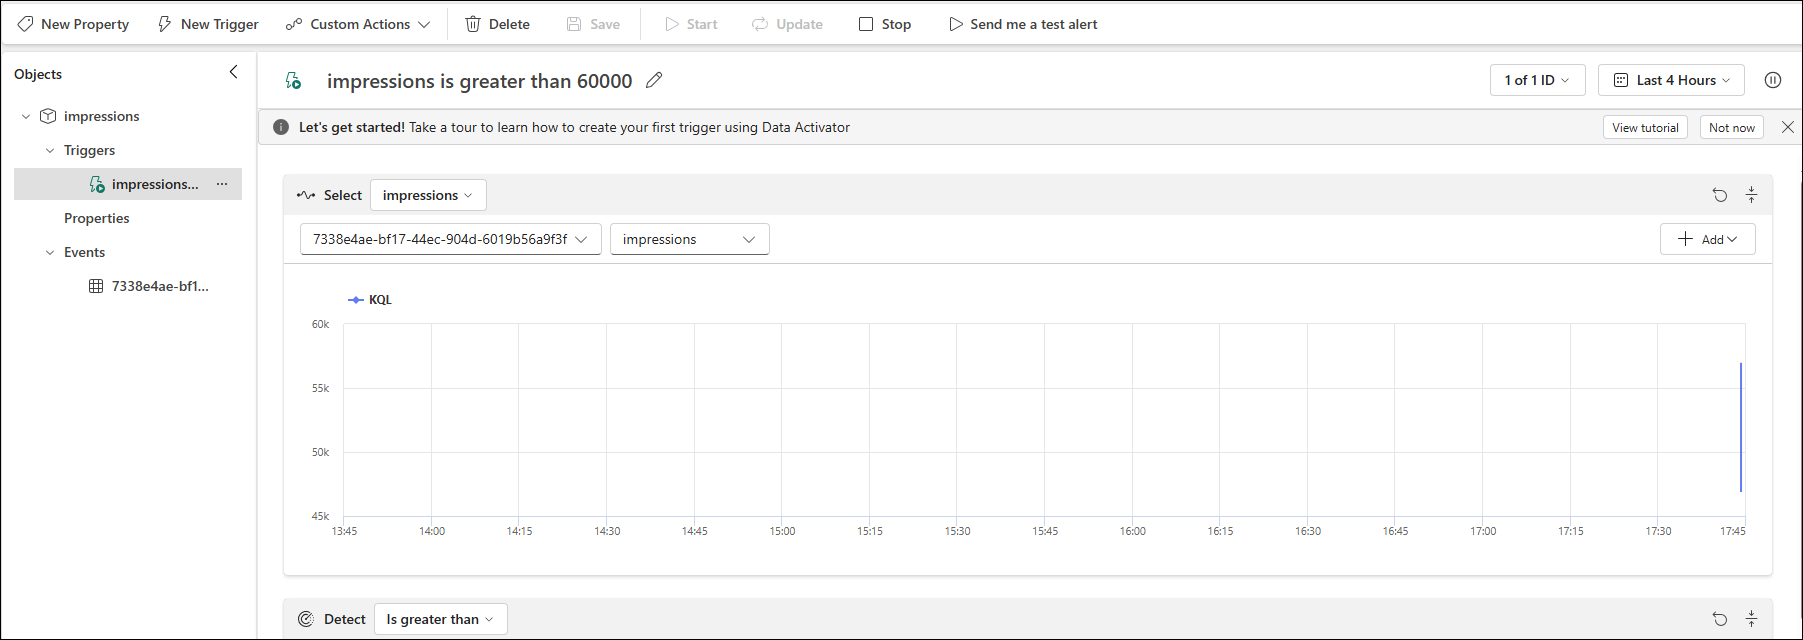 New Property New Trigger Custom Actions Delete Save Start Update Stop Send me a test alert
Objects
impressions
Triggers
impressions... ...
Properties
Events
7338e4ae-bf1...
impressions is greater than 60000
1 of 1 ID Last 4 Hours
Let's get started! Take a tour to learn how to create your first trigger using Data Activator
View tutorial Not now
Select impressions
7338e4ae-bf17-44ec-904d-6019b56a9f3f impressions Add
KQL
60k
55k
50k
45k
13:45 14:00 14:15 14:30 14:45 15:00 15:15 15:30 15:45 16:00 16:15 16:30 16:45 17:00 17:15 17:30 17:45
Detect Is greater than